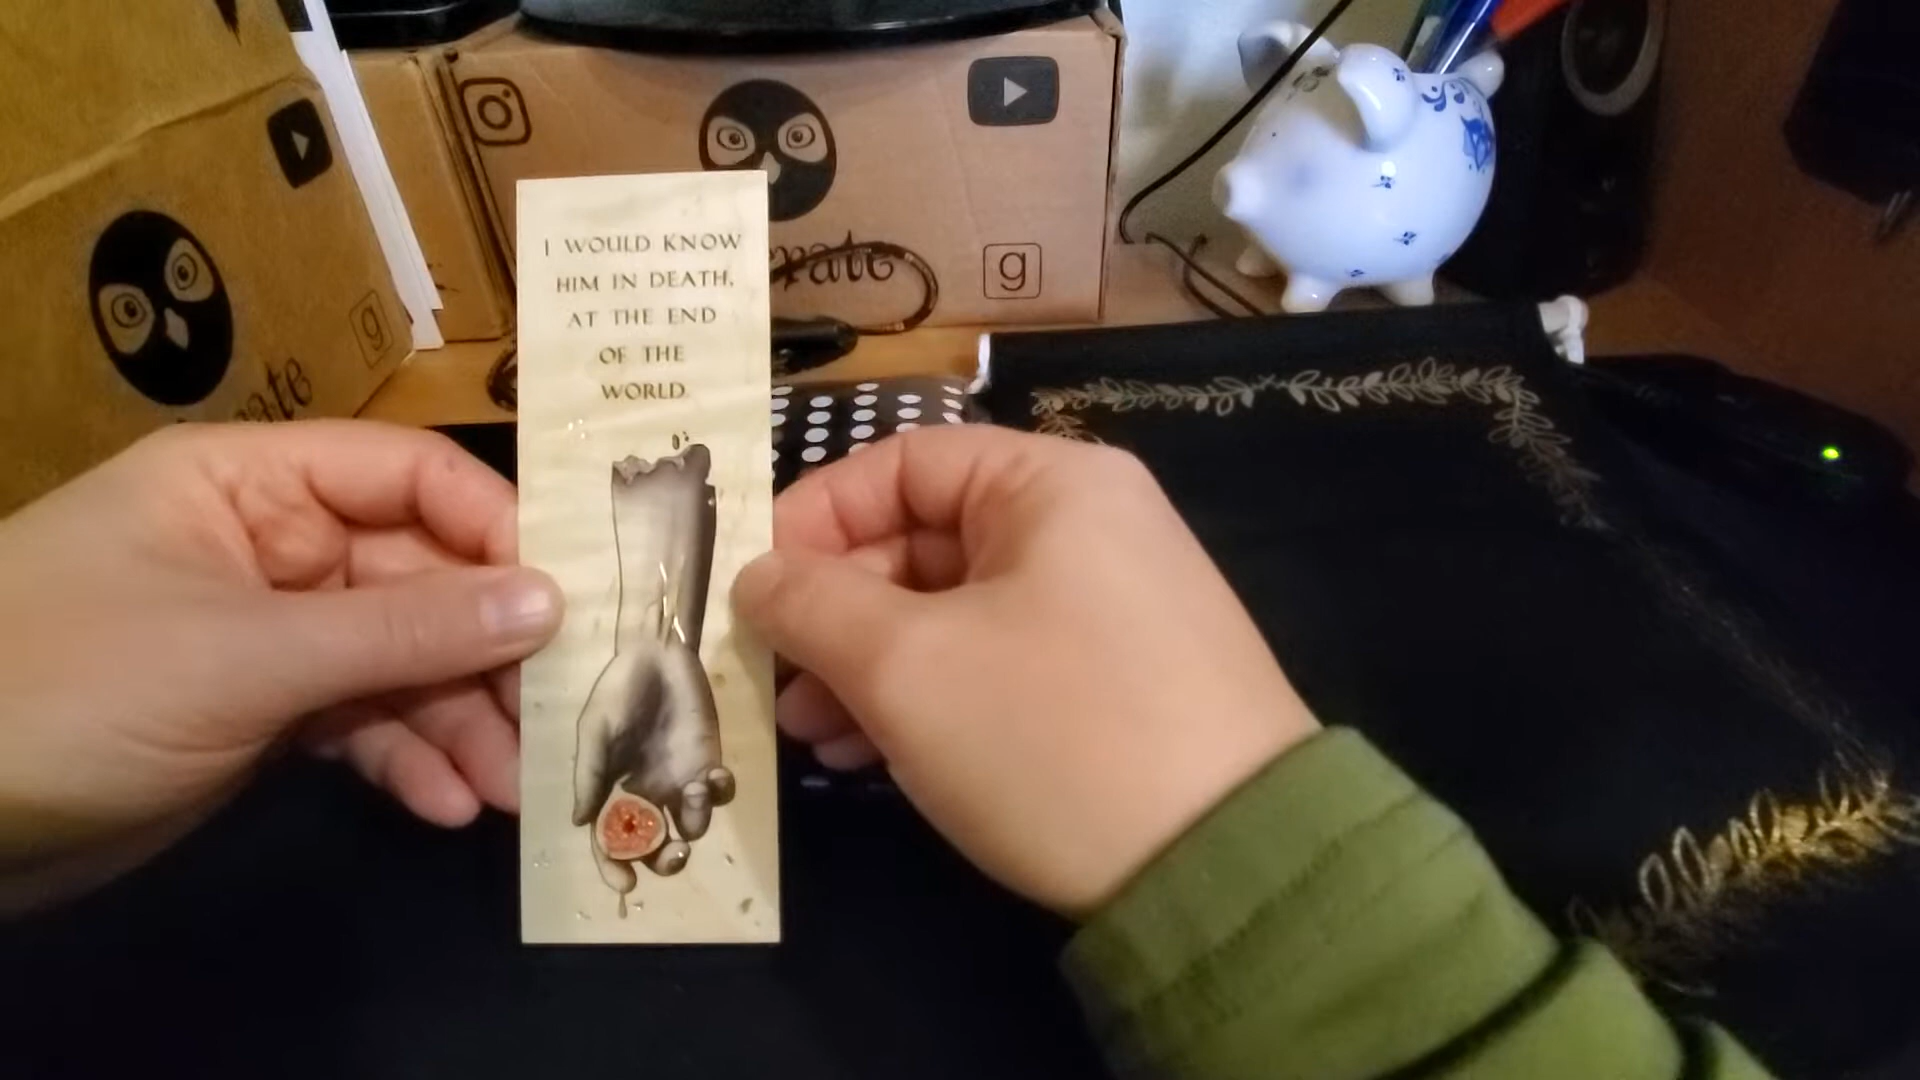 I WOULD KNOW
HIM IN DEATH,
AT THE END
OF THE
WORLD.
g
g